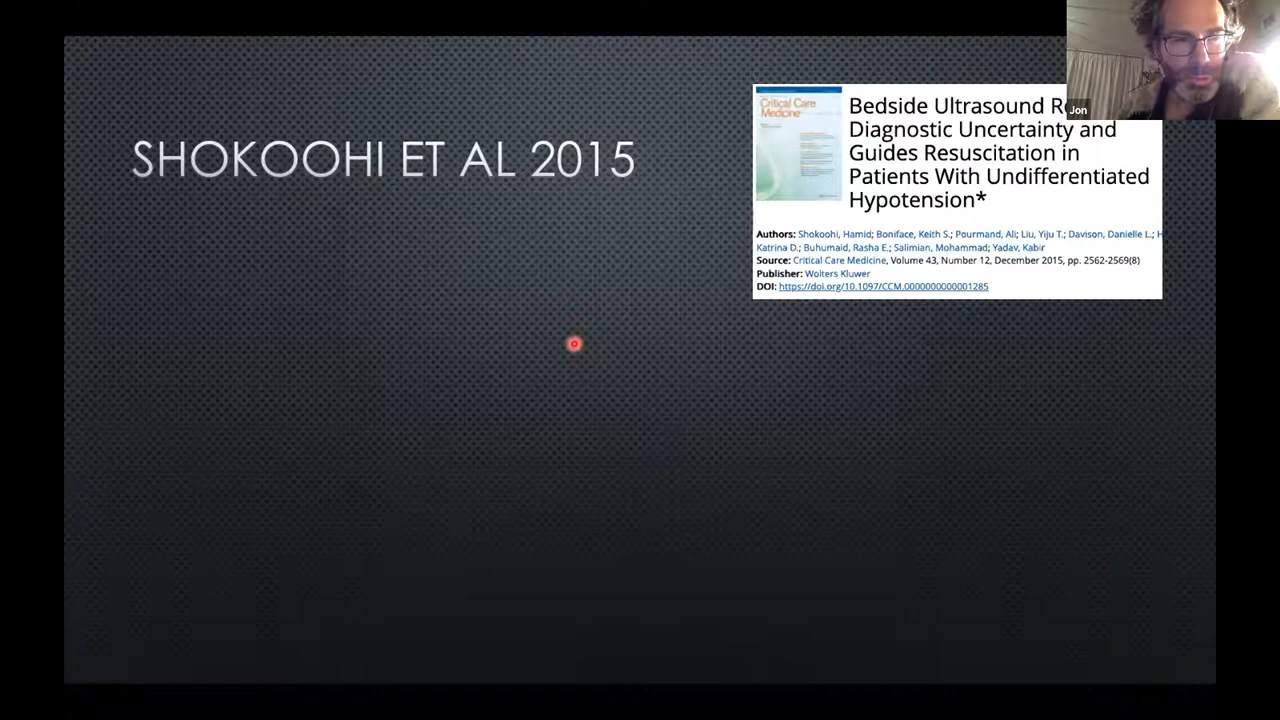 SHOKOOHI ET AL 2015
Critical Care
Medicine
Bedside Ultrasound
Diagnostic Uncertainty and
Guides Resuscitation in
Patients With Undifferentiated
Hypotension*
Jon
Authors: Shokoohi, Hamid; Boniface, Keith S.; Pourmand, Ali; Liu, Yiju T.; Davison, Danielle L.;
Katrina D.; Buhumaid, Rasha E.; Salimian, Mohammad; Yadav, Kabir
Source: Critical Care Medicine, Volume 43, Number 12, December 2015, pp. 2562-2569(8)
Publisher: Wolters Kluwer
DOI: https://doi.org/10.1097/CCM.0000000000001285